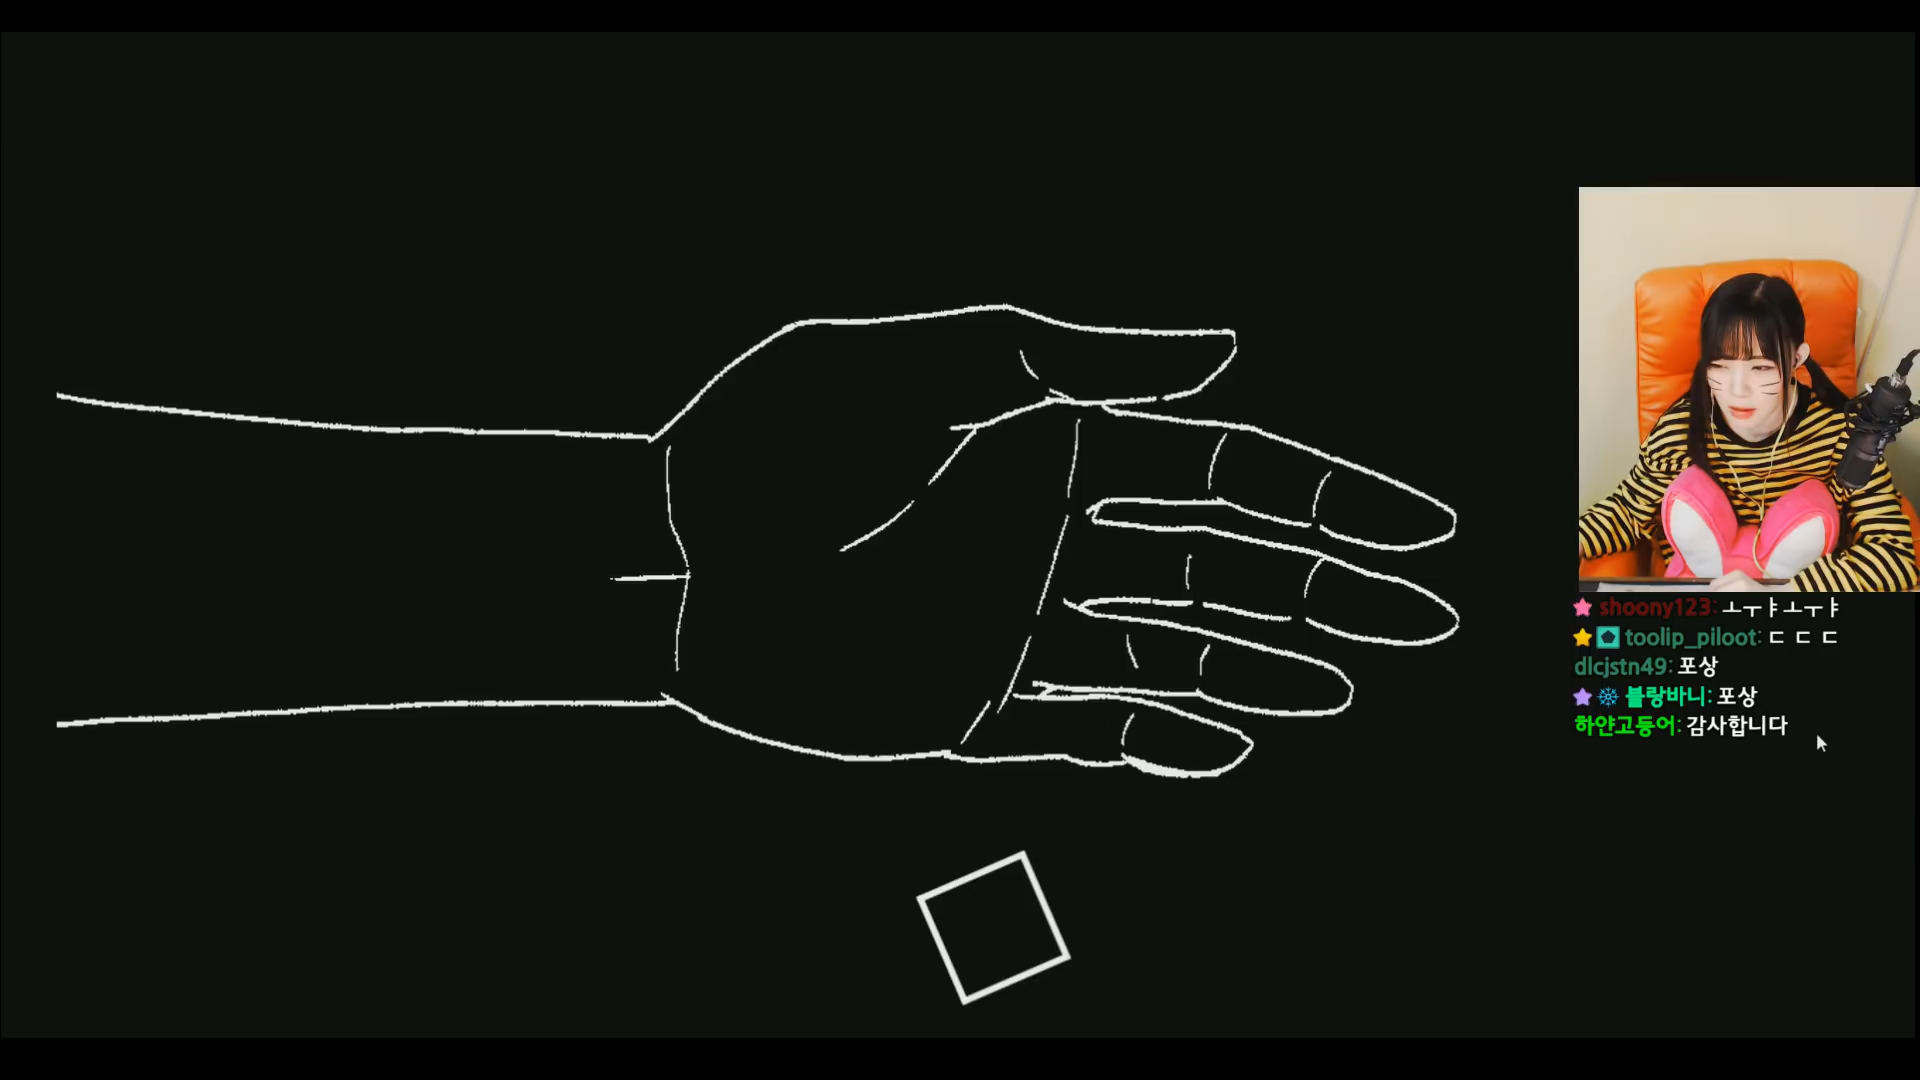 shoony123: ㅗㅜㅑㅗㅜㅑ
toolip_piloot: ㄷ ㄷ ㄷ
dlcjstn49: 포상
블랑바니: 포상
하얀고등어: 감사합니다